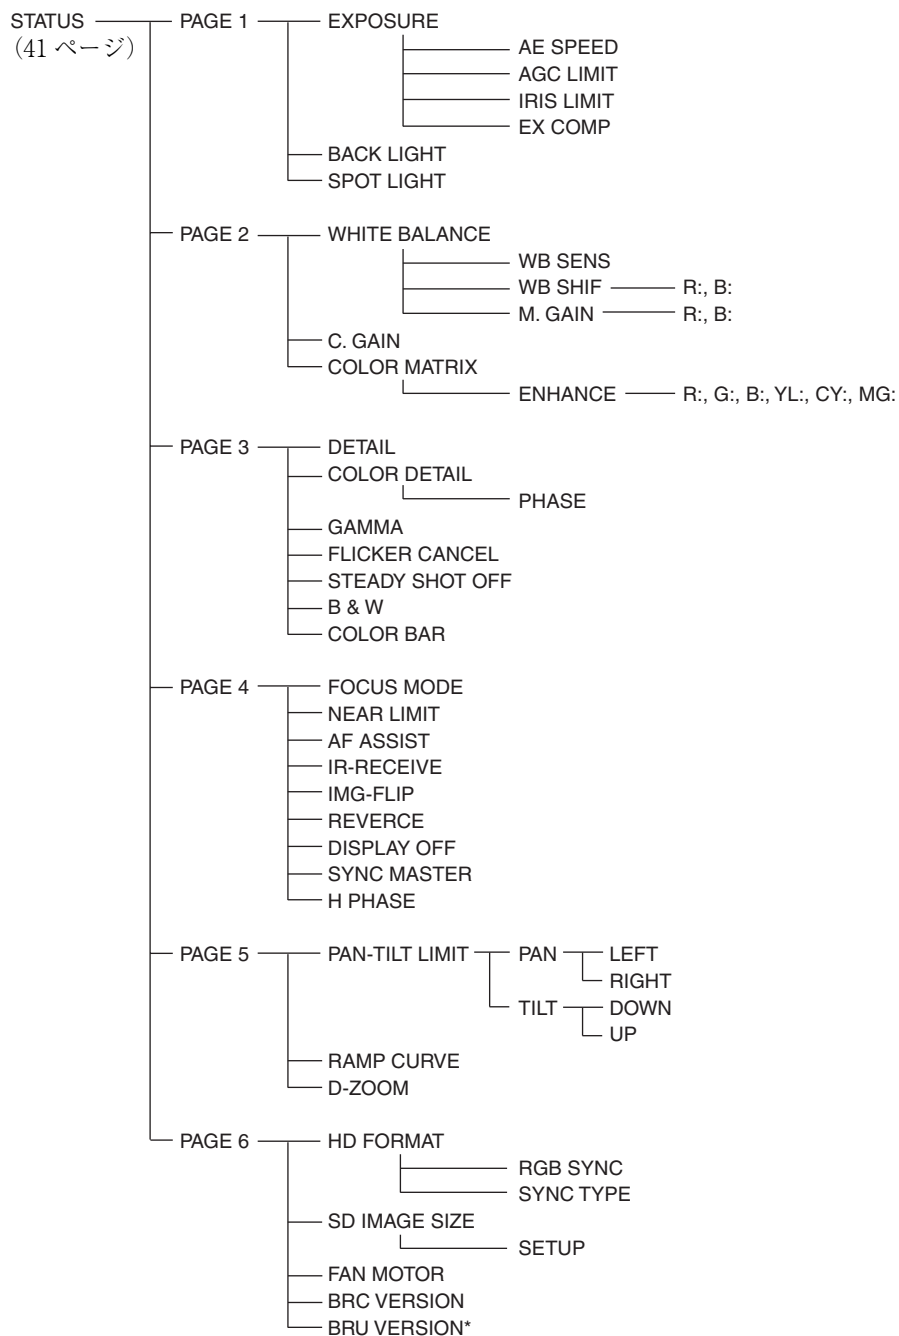 STATUS PAGE 1 EXPOSURE
(41 ページ)
AE SPEED
AGC LIMIT
IRIS LIMIT
EX COMP
BACK LIGHT
SPOT LIGHT
PAGE 2 WHITE BALANCE
WB SENS
WB SHIF R:, B:
M. GAIN R:, B:
C. GAIN
COLOR MATRIX
ENHANCE R:, G:, B:, YL:, CY:, MG:
PAGE 3 DETAIL
COLOR DETAIL
PHASE
GAMMA
FLICKER CANCEL
STEADY SHOT OFF
B & W
COLOR BAR
PAGE 4 FOCUS MODE
NEAR LIMIT
AF ASSIST
IR-RECEIVE
IMG-FLIP
REVERCE
DISPLAY OFF
SYNC MASTER
H PHASE
PAGE 5 PAN-TILT LIMIT PAN LEFT
RIGHT
TILT DOWN
UP
RAMP CURVE
D-ZOOM
PAGE 6 HD FORMAT
RGB SYNC
SYNC TYPE
SD IMAGE SIZE
SETUP
FAN MOTOR
BRC VERSION
BRU VERSION*